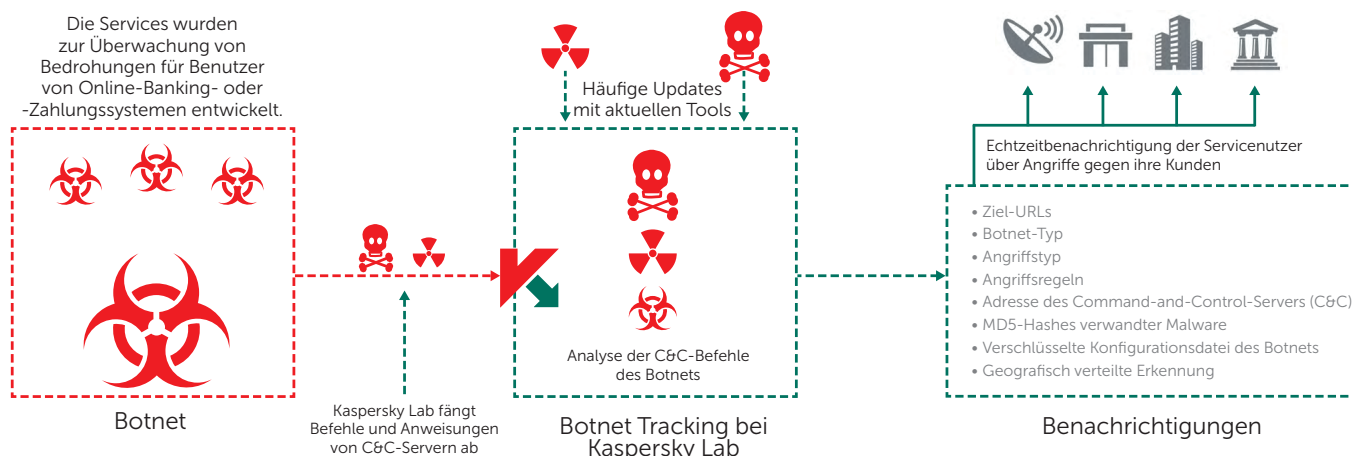 Die Services wurden
zur Überwachung von
Bedrohungen für Benutzer
von Online-Banking- oder
-Zahlungssystemen entwickelt.
Botnet
Kaspersky Lab fängt
Befehle und Anweisungen
von C&C-Servern ab
Häufige Updates
mit aktuellen Tools
Analyse der C&C-Befehle
des Botnets
Botnet Tracking bei
Kaspersky Lab
Echtzeitbenachrichtigung der Servicenutzer
über Angriffe gegen ihre Kunden
• Ziel-URLs
• Botnet-Typ
• Angriffstyp
• Angriffsregeln
• Adresse des Command-and-Control-Servers (C&C)
• MD5-Hashes verwandter Malware
• Verschlüsselte Konfigurationsdatei des Botnets
• Geografisch verteilte Erkennung
Benachrichtigungen